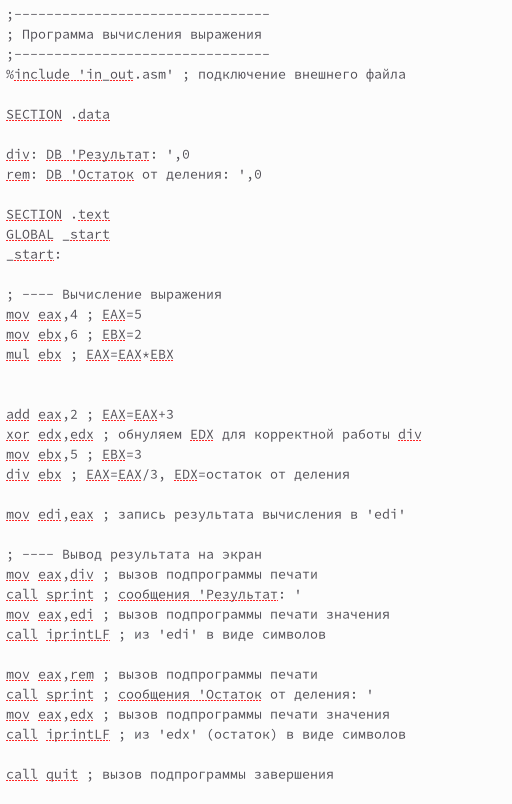 ;--------------------------------
; Программа вычисления выражения
;--------------------------------
%include 'in_out.asm' ; подключение внешнего файла
SECTION .data
div: DB 'Результат: ',0
rem: DB 'Остаток от деления: ',0
SECTION .text
GLOBAL _start
_start:
; ---- Вычисление выражения
mov eax,4 ; EAX=5
mov ebx,6 ; EBX=2
mul ebx ; EAX=EAX*EBX
add eax,2 ; EAX=EAX+3
xor edx,edx ; обнуляем EDX для корректной работы div
mov ebx,5 ; EBX=3
div ebx ; EAX=EAX/3, EDX=остаток от деления
mov edi,eax ; запись результата вычисления в 'edi'
; ---- Вывод результата на экран
mov eax,div ; вызов подпрограммы печати
call sprint ; сообщения 'Результат: '
mov eax,edi ; вызов подпрограммы печати значения
call iprintLF ; из 'edi' в виде символов
mov eax,rem ; вызов подпрограммы печати
call sprint ; сообщения 'Остаток от деления: '
mov eax,edx ; вызов подпрограммы печати значения
call iprintLF ; из 'edx' (остаток) в виде символов
call quit ; вызов подпрограммы завершения